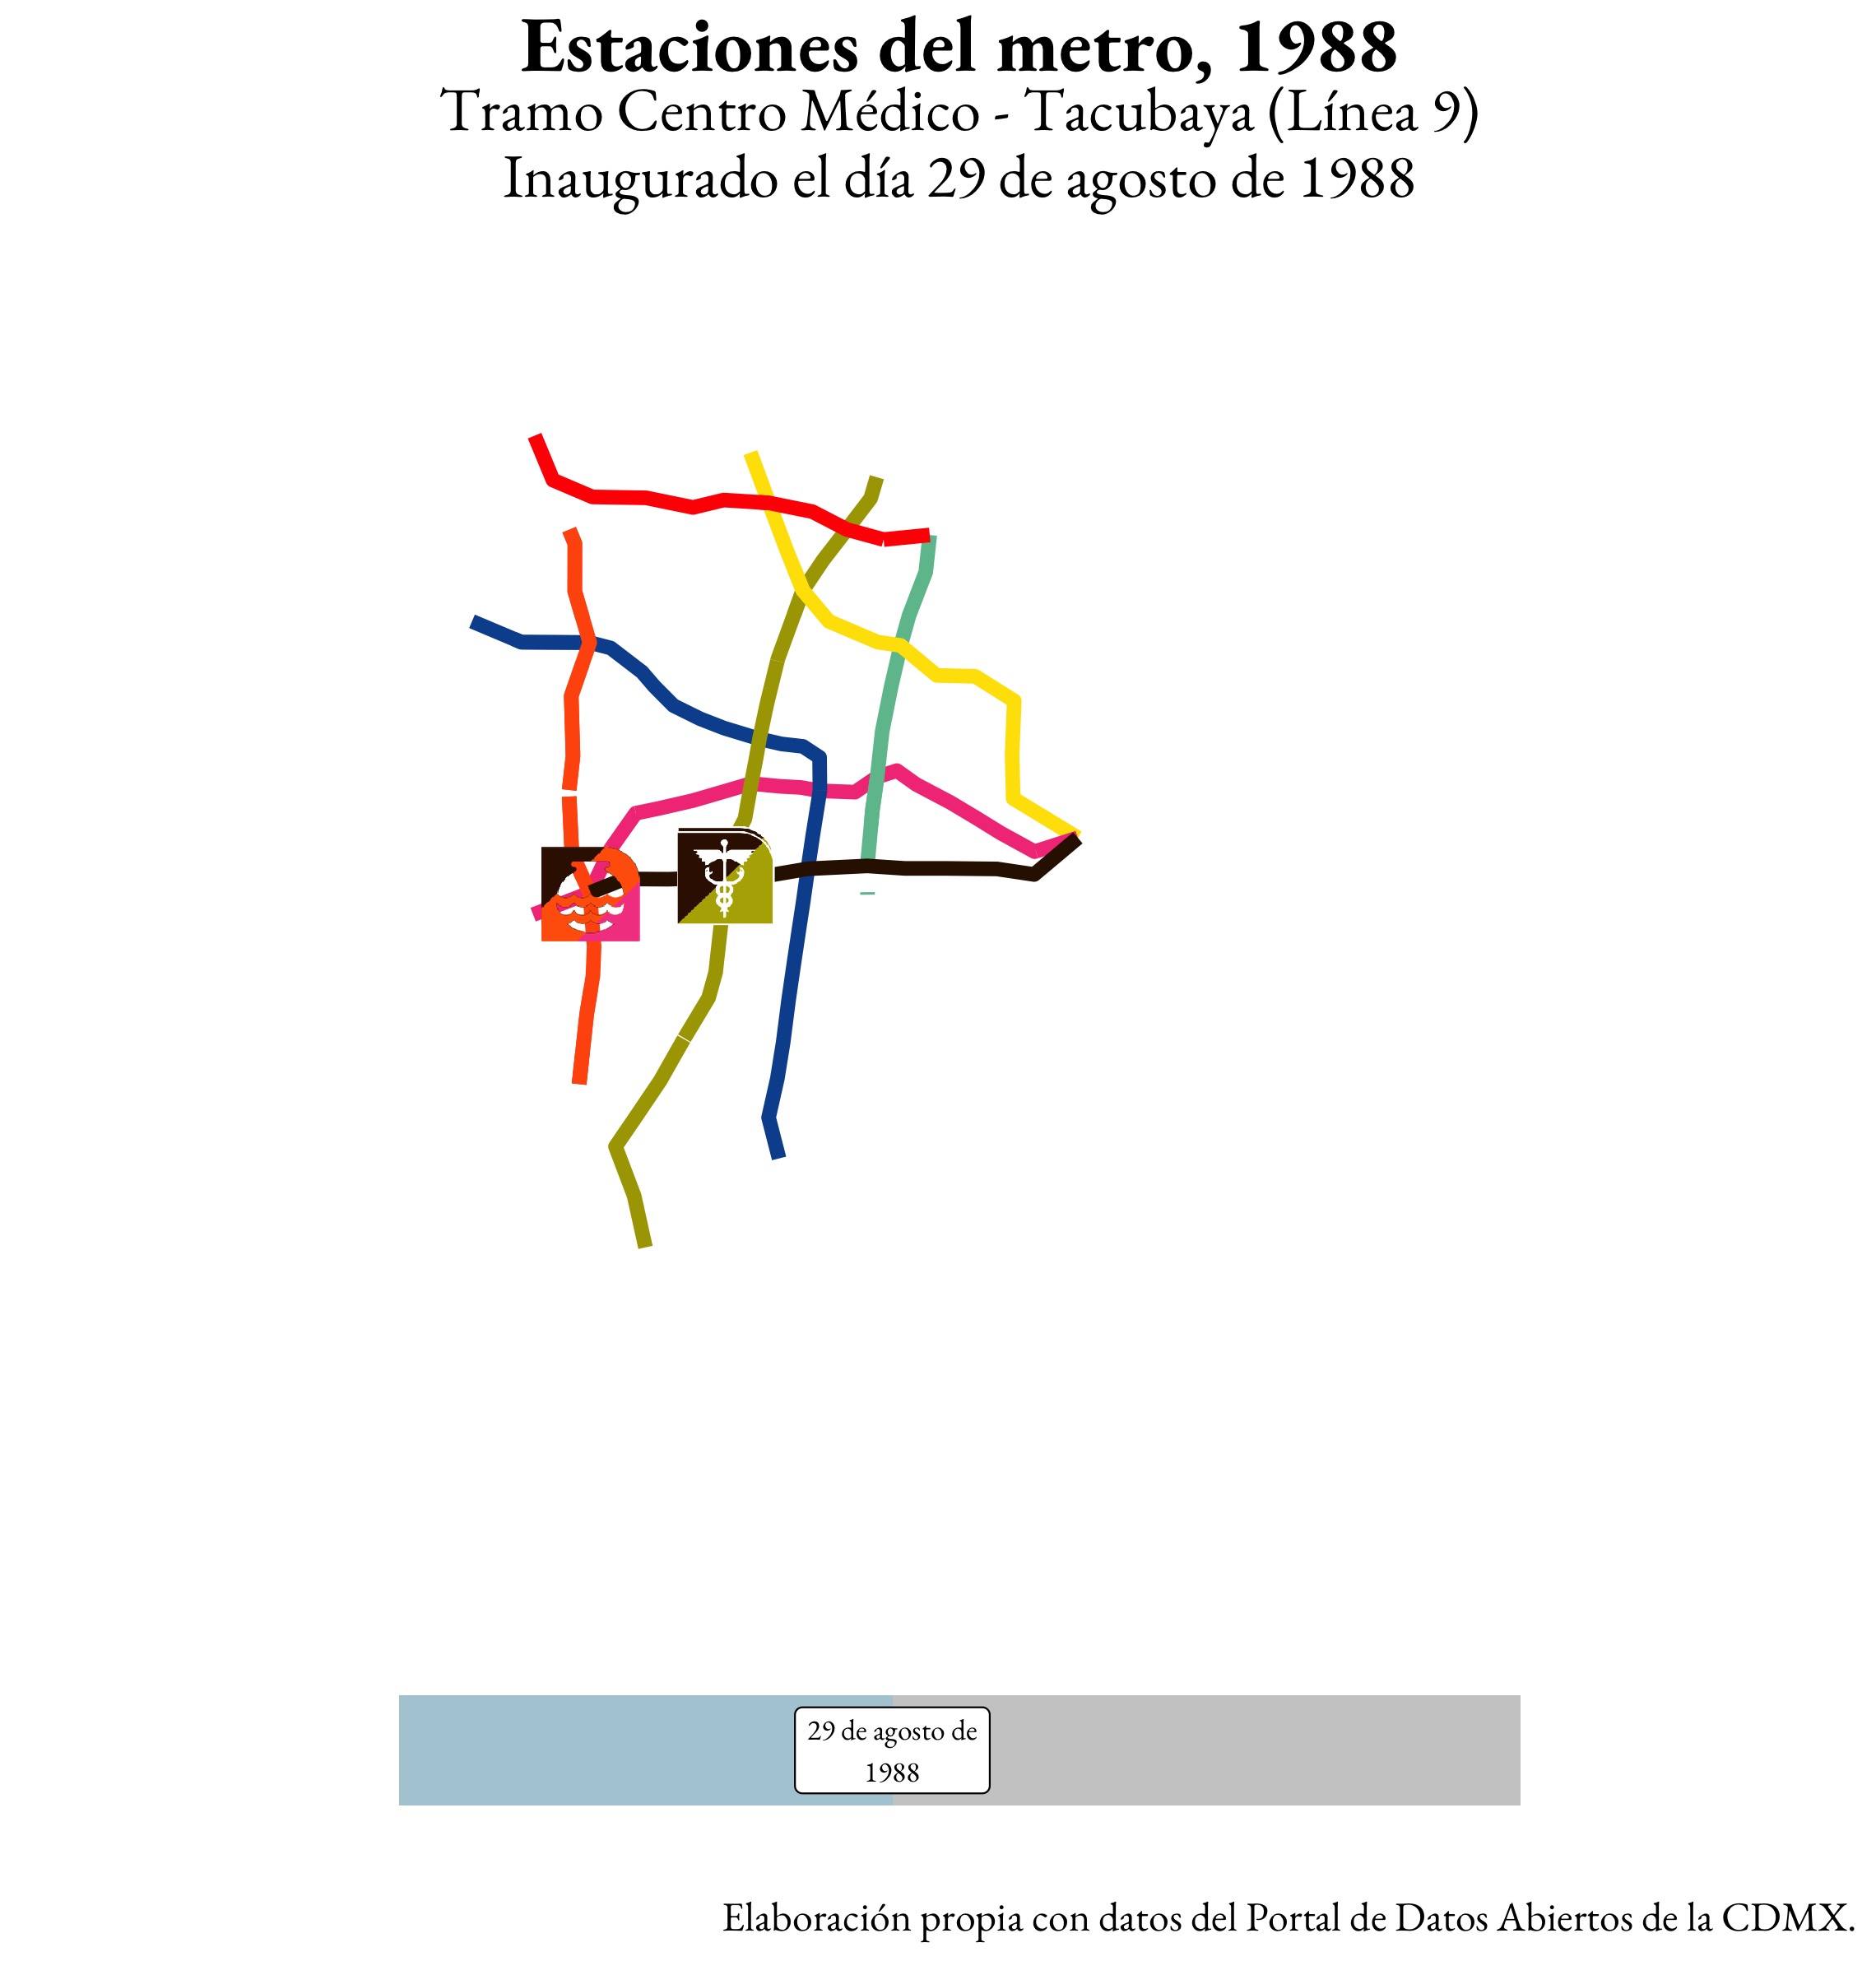 Estaciones del metro, 1988
Tramo Centro Médico - Tacubaya (Línea 9)
Inaugurado el día 29 de agosto de 1988
29 de agosto de
1988
Elaboración propia con datos del Portal de Datos Abiertos de la CDMX.